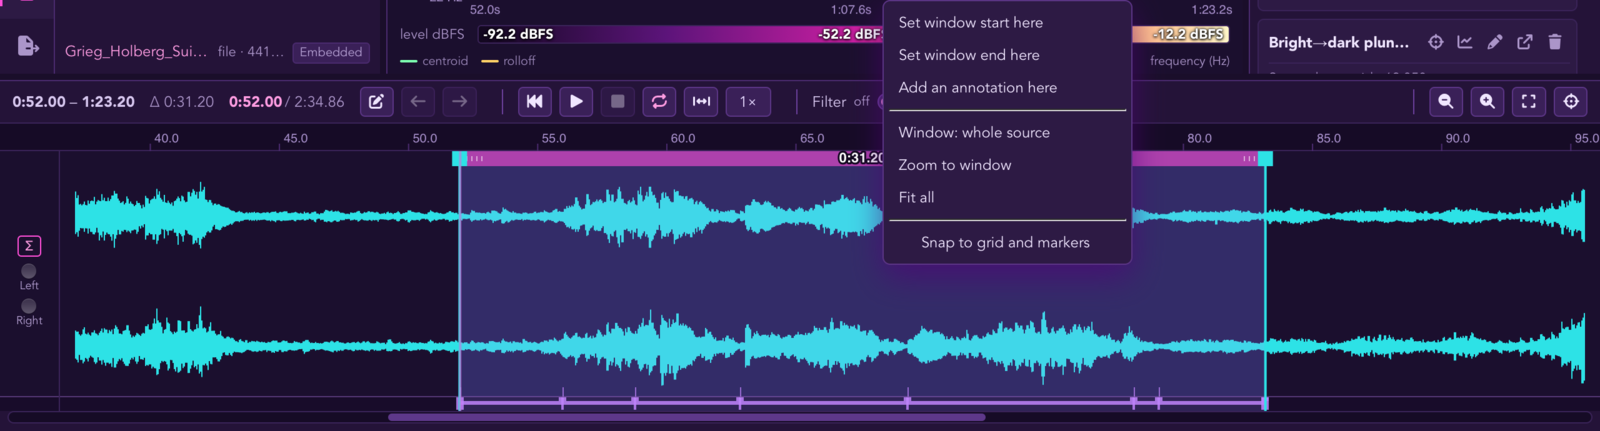 52.0s 1:07.6s 1:23.2s
level dBFS -92.2 dBFS -52.2 dBFS -12.2 dBFS
centroid rolloff frequency (Hz)
Grieg_Holberg_Sui... file · 441... Embedded
Bright→dark plun...
Set window start here
Set window end here
Add an annotation here
Window: whole source
Zoom to window
Fit all
Snap to grid and markers
0:52.00 – 1:23.20 Δ 0:31.20 0:52.00 / 2:34.86 1× Filter off
40.0 45.0 50.0 55.0 60.0 65.0 80.0 85.0 90.0 95.0
0:31.20
Σ
Left
Right